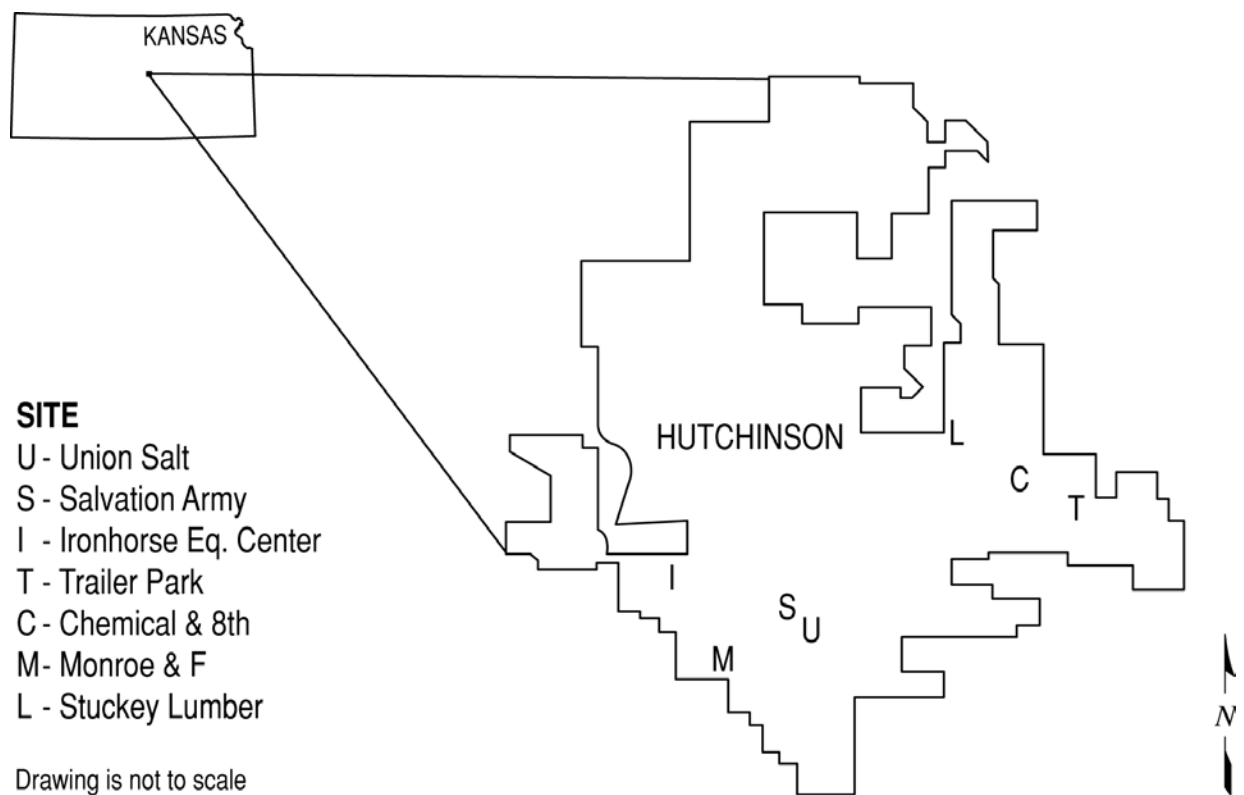 KANSAS
HUTCHINSON
L
C
T
I
S
U
M
SITE
U - Union Salt
S - Salvation Army
I - Ironhorse Eq. Center
T - Trailer Park
C - Chemical & 8th
M - Monroe & F
L - Stuckey Lumber
Drawing is not to scale
N